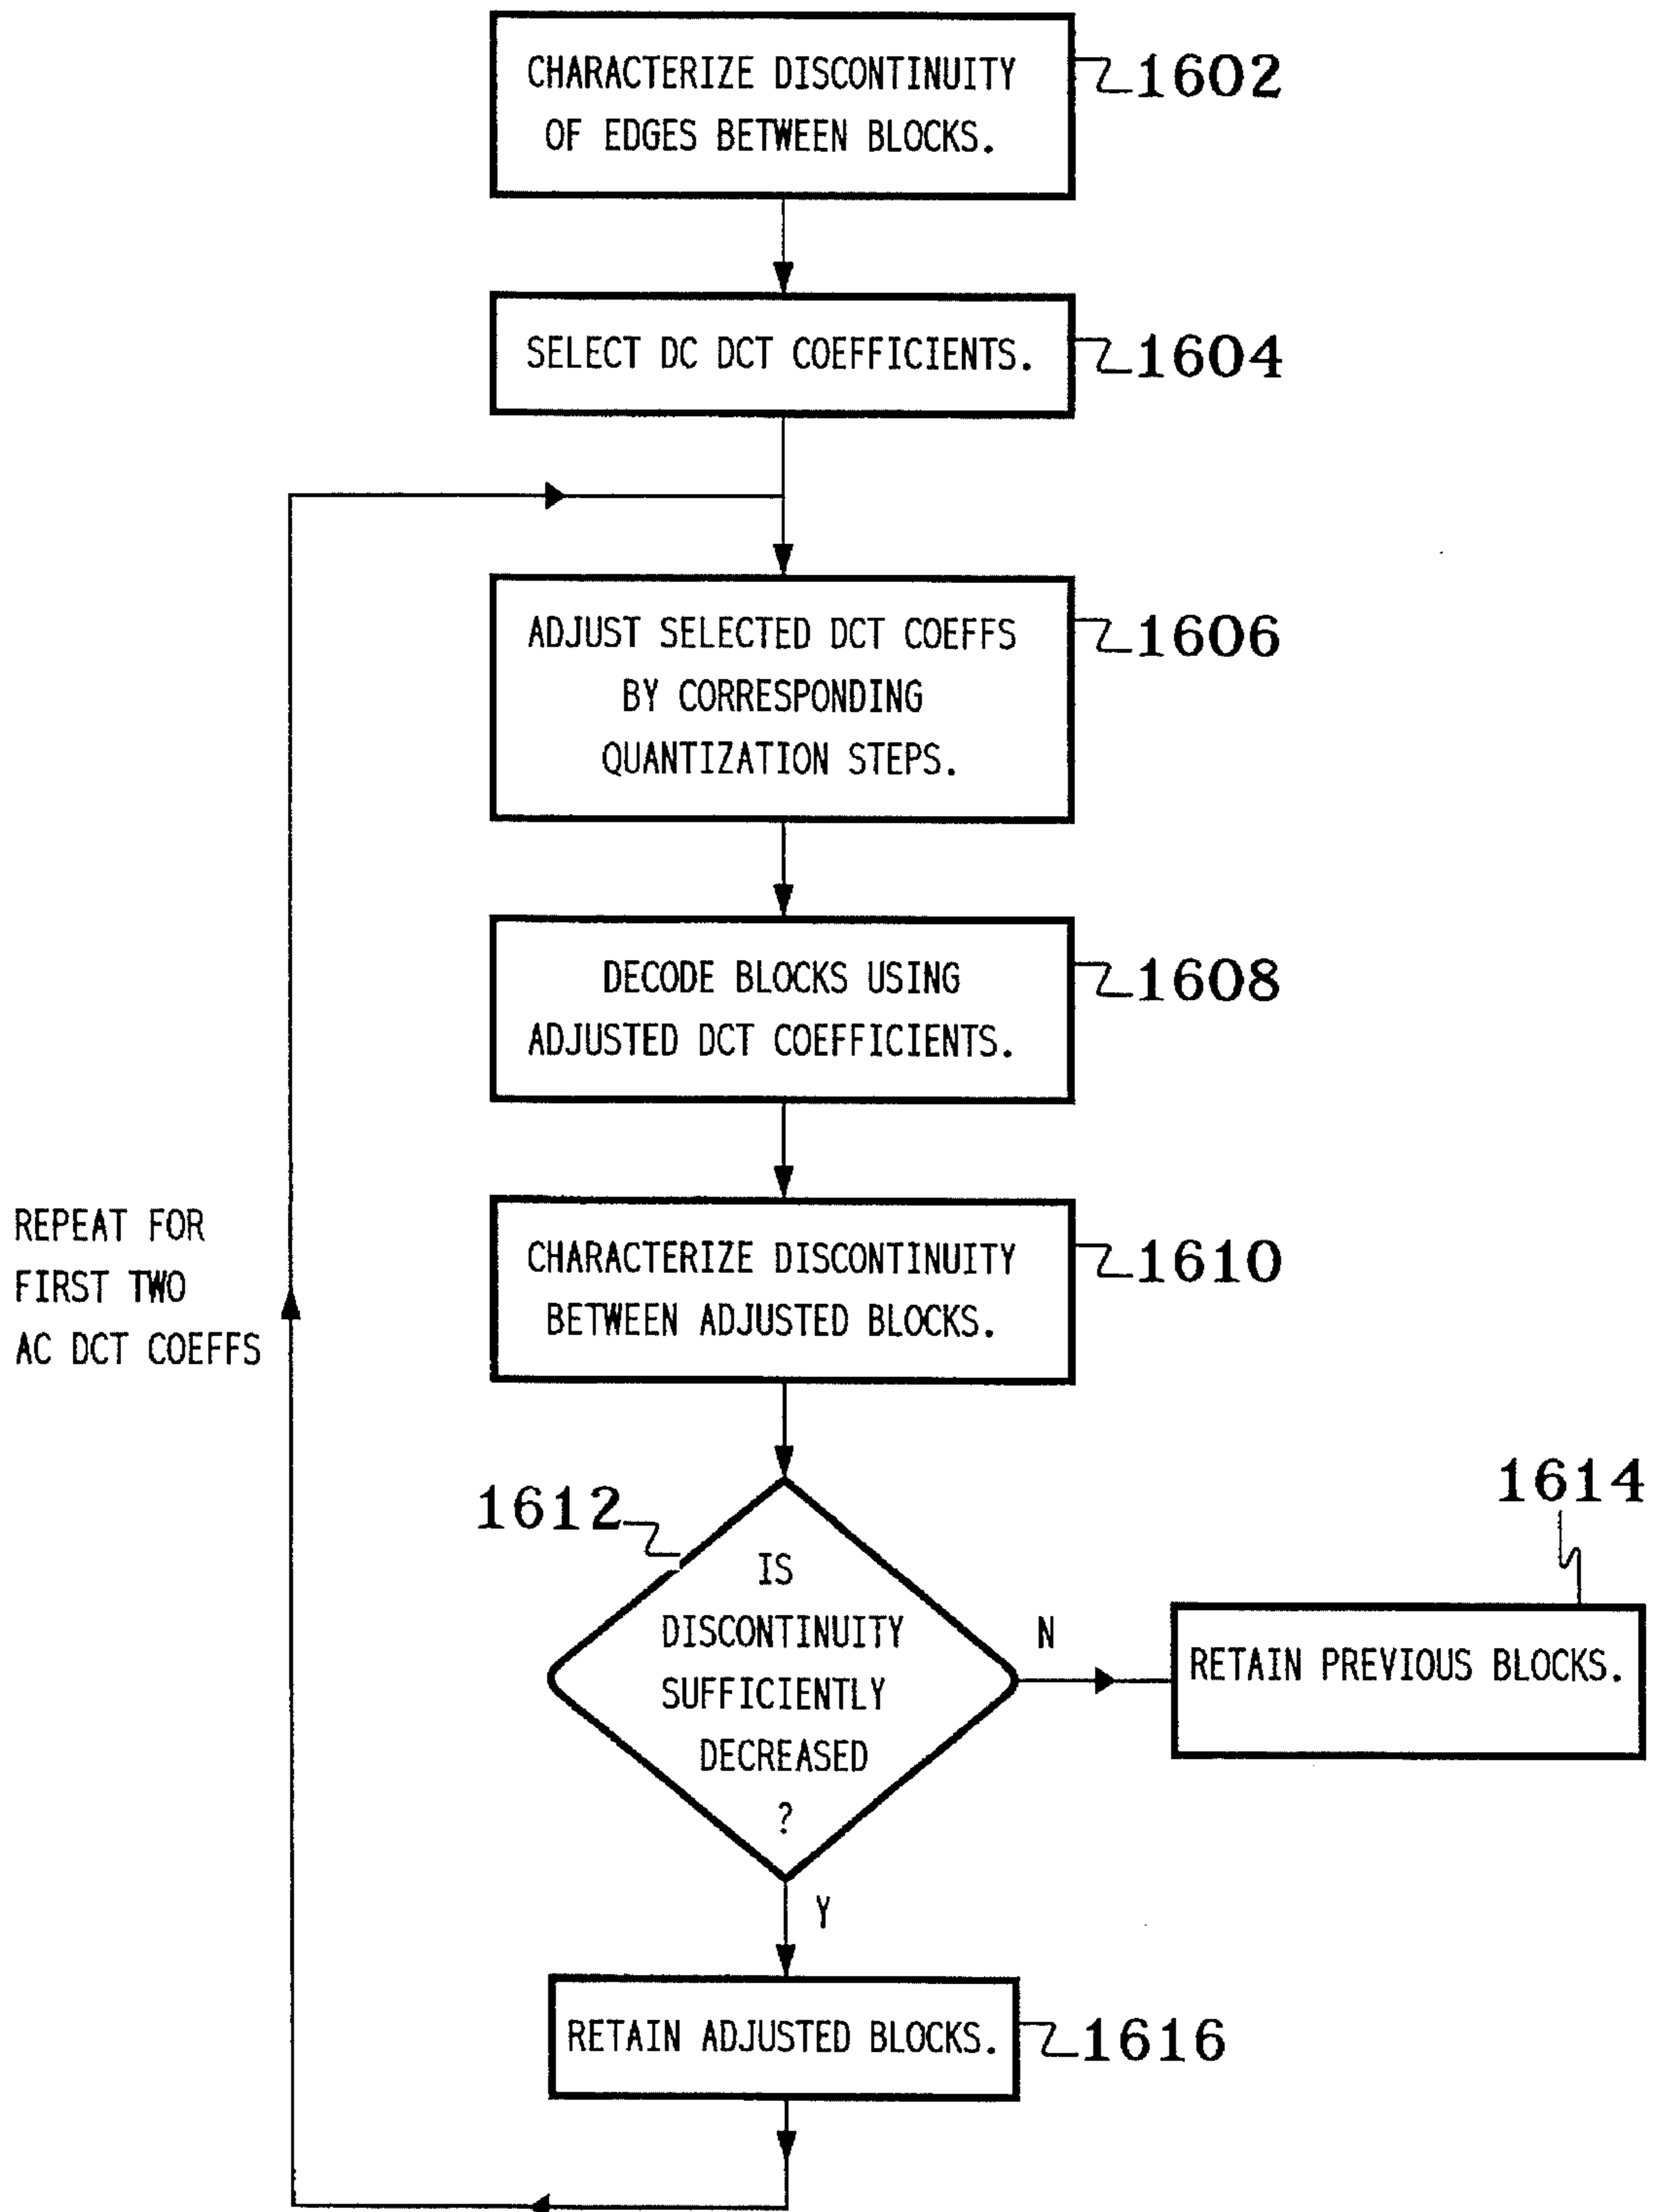 CHARACTERIZE DISCONTINUITY
OF EDGES BETWEEN BLOCKS.
1602
SELECT DC DCT COEFFICIENTS.
1604
ADJUST SELECTED DCT COEFFS
BY CORRESPONDING
QUANTIZATION STEPS.
1606
DECODE BLOCKS USING
ADJUSTED DCT COEFFICIENTS.
1608
CHARACTERIZE DISCONTINUITY
BETWEEN ADJUSTED BLOCKS.
1610
REPEAT FOR
FIRST TWO
AC DCT COEFFS
1612
IS
DISCONTINUITY
SUFFICIENTLY
DECREASED
?
N
1614
RETAIN PREVIOUS BLOCKS.
Y
RETAIN ADJUSTED BLOCKS.
1616